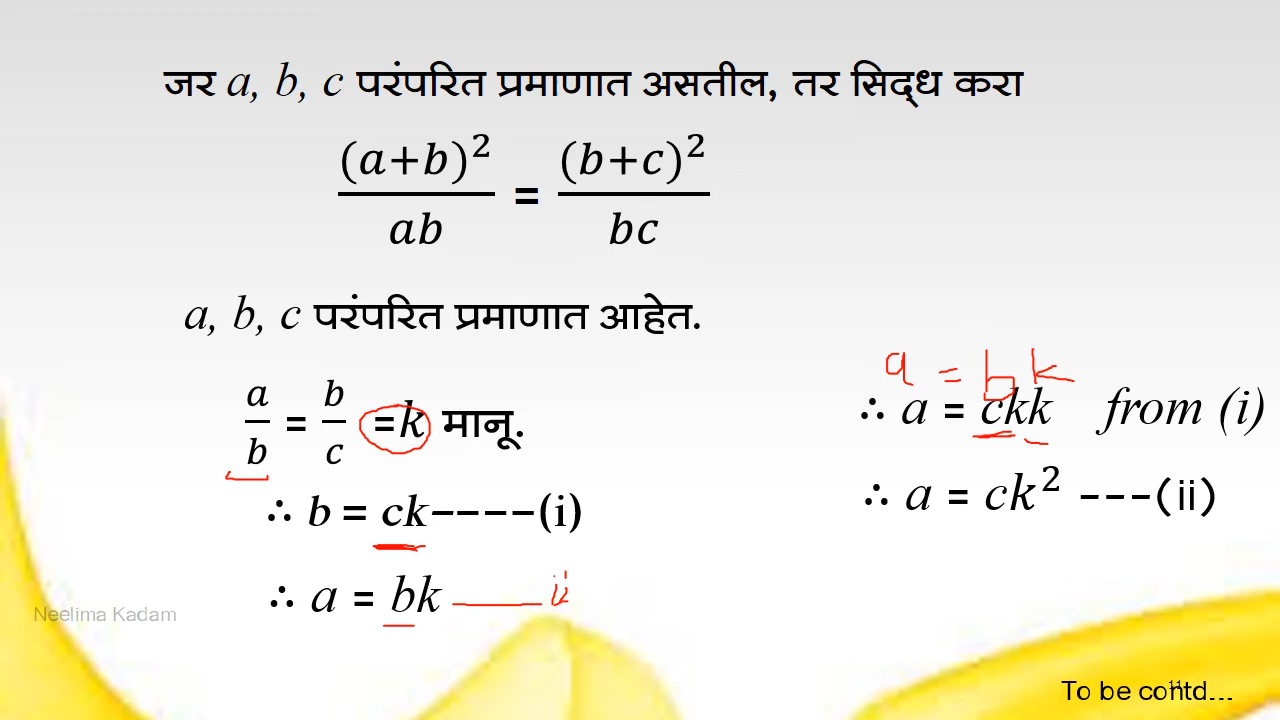 जर a, b, c परंपरित प्रमाणात असतील, तर सिद्ध करा
(a+b)²/ab = (b+c)²/bc
a, b, c परंपरित प्रमाणात आहेत.
a/b = b/c =k मानू.
∴ b = ck----(i)
∴ a = bk —— ii
a = bk
∴ a = ckk from (i)
∴ a = ck² ---(ii)
Neelima Kadam
To be contd...